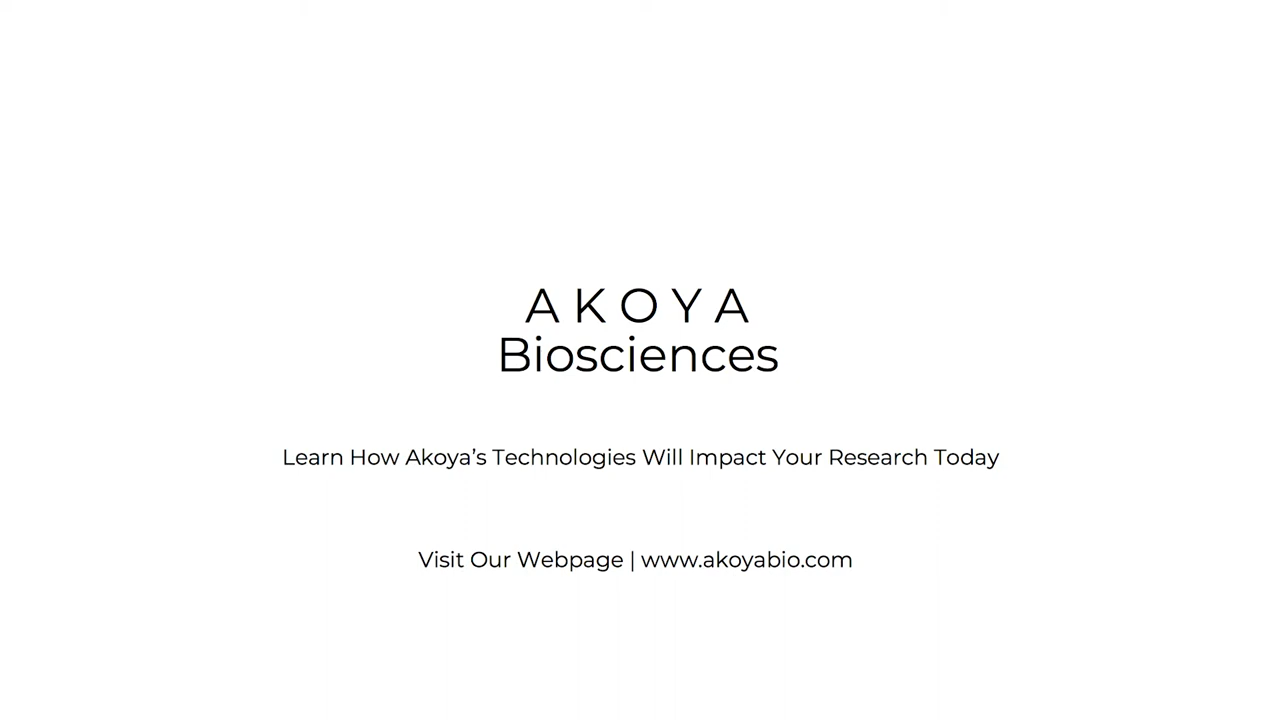 A K O Y A
Biosciences
Learn How Akoya’s Technologies Will Impact Your Research Today
Visit Our Webpage | www.akoyabio.com